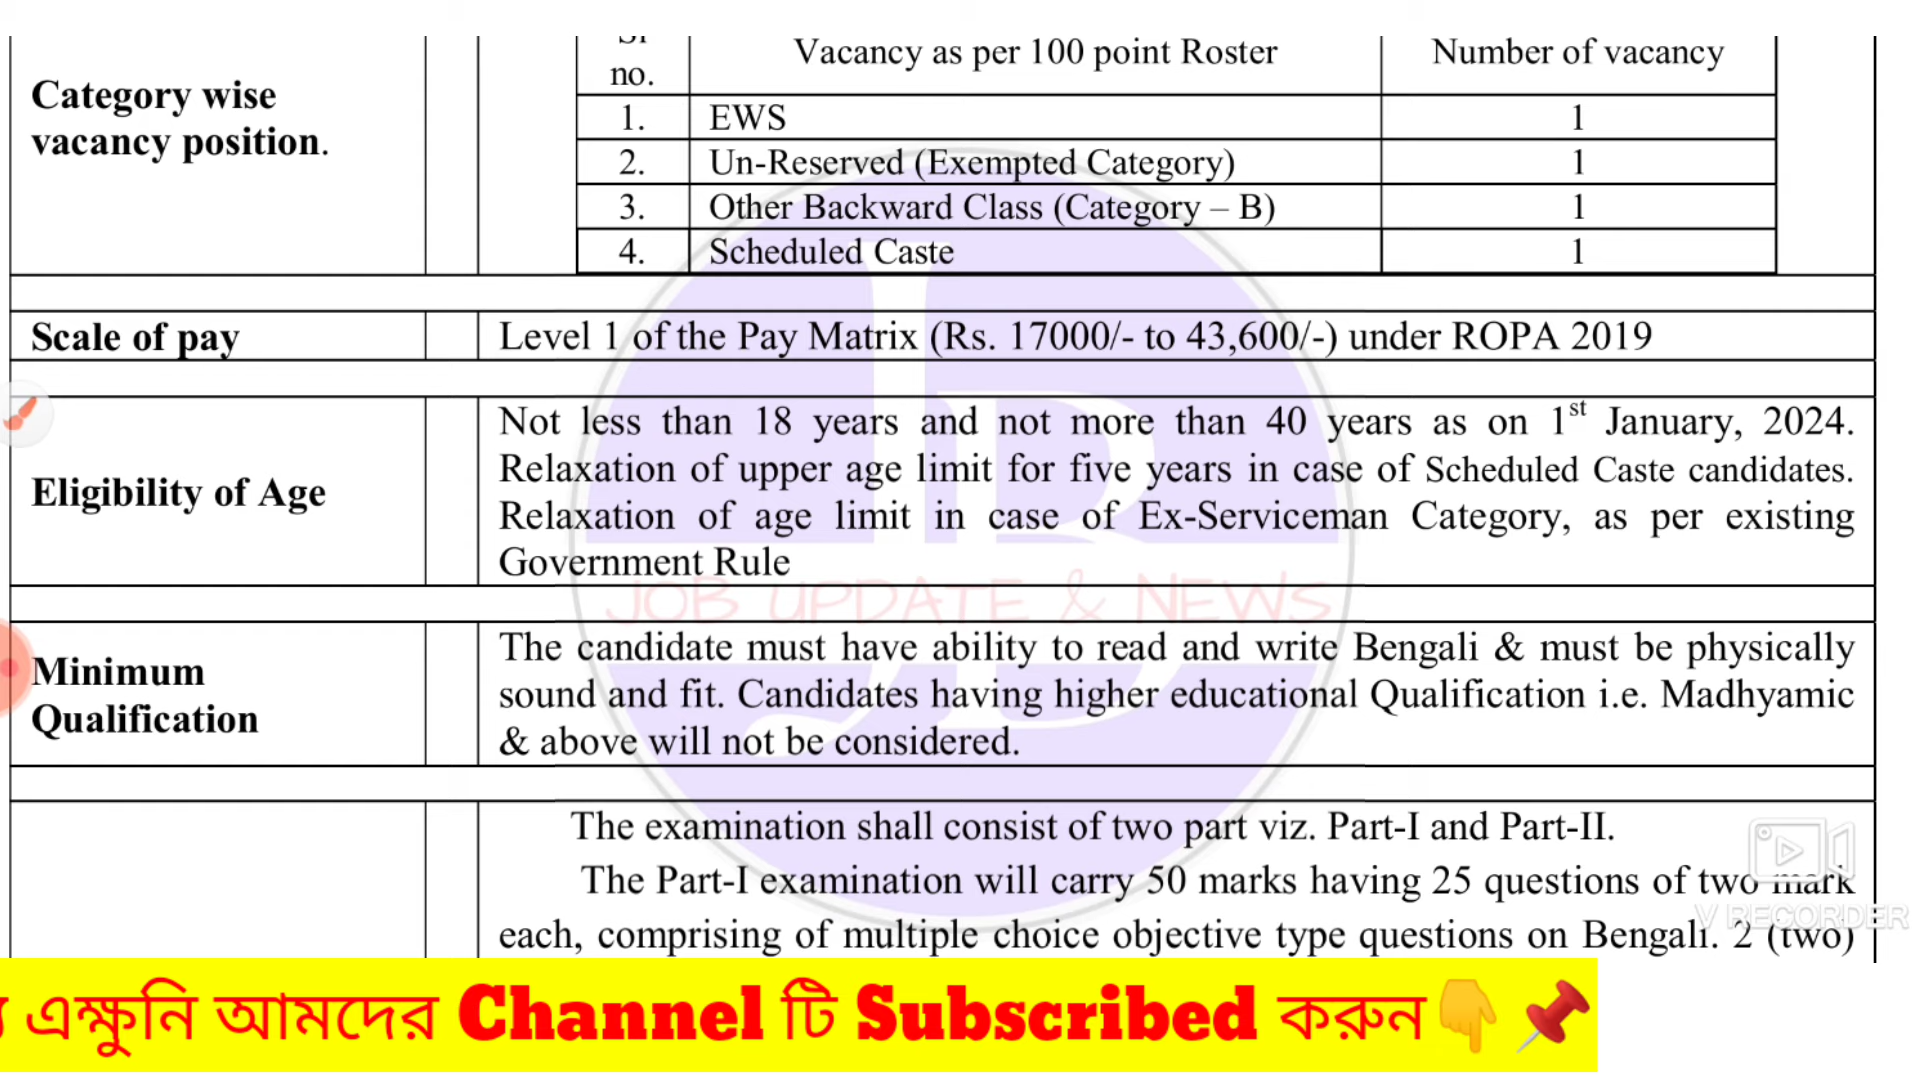 Sr
no.
Vacancy as per 100 point Roster
Number of vacancy
Category wise
vacancy position.
1. EWS 1
2. Un-Reserved (Exempted Category) 1
3. Other Backward Class (Category – B) 1
4. Scheduled Caste 1
Scale of pay
Level 1 of the Pay Matrix (Rs. 17000/- to 43,600/-) under ROPA 2019
Eligibility of Age
Not less than 18 years and not more than 40 years as on 1st January, 2024.
Relaxation of upper age limit for five years in case of Scheduled Caste candidates.
Relaxation of age limit in case of Ex-Serviceman Category, as per existing
Government Rule
JOB UPDATE & NEWS
Minimum
Qualification
The candidate must have ability to read and write Bengali & must be physically
sound and fit. Candidates having higher educational Qualification i.e. Madhyamic
& above will not be considered.
The examination shall consist of two part viz. Part-I and Part-II.
The Part-I examination will carry 50 marks having 25 questions of two mark
each, comprising of multiple choice objective type questions on Bengali. 2 (two)
V RECORDER
এক্ষুনি আমদের Channel টি Subscribed করুন